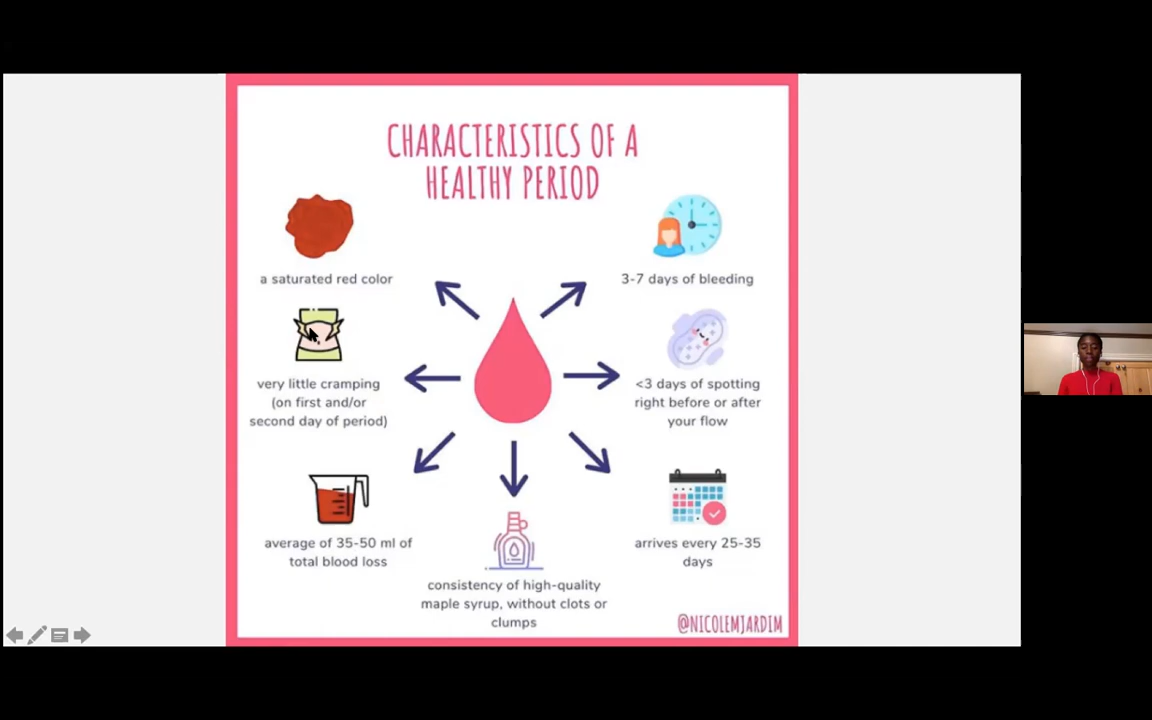 CHARACTERISTICS OF A
HEALTHY PERIOD
a saturated red color
3-7 days of bleeding
very little cramping
(on first and/or
second day of period)
<3 days of spotting
right before or after
your flow
average of 35-50 ml of
total blood loss
consistency of high-quality
maple syrup, without clots or
clumps
arrives every 25-35
days
@NICOLEMJARDIM